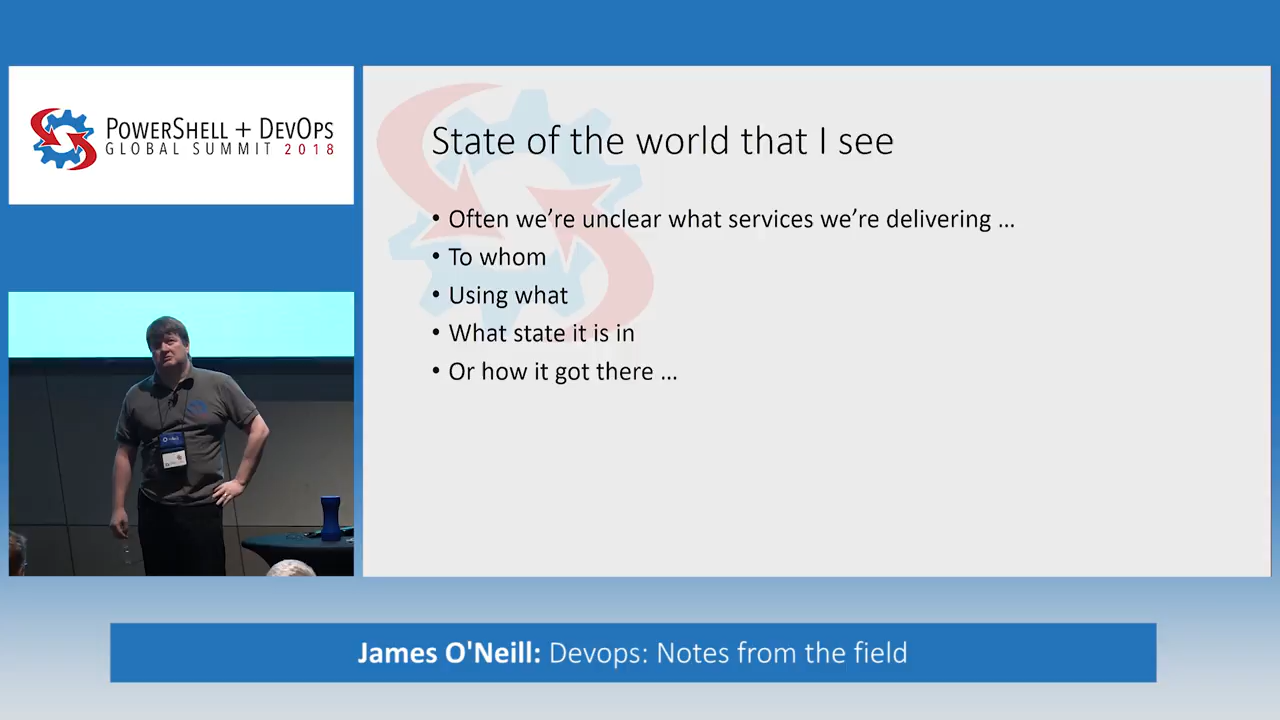 POWERSHELL + DEVOPS
GLOBAL SUMMIT 2018
State of the world that I see
• Often we’re unclear what services we’re delivering …
• To whom
• Using what
• What state it is in
• Or how it got there …
James O'Neill: Devops: Notes from the field